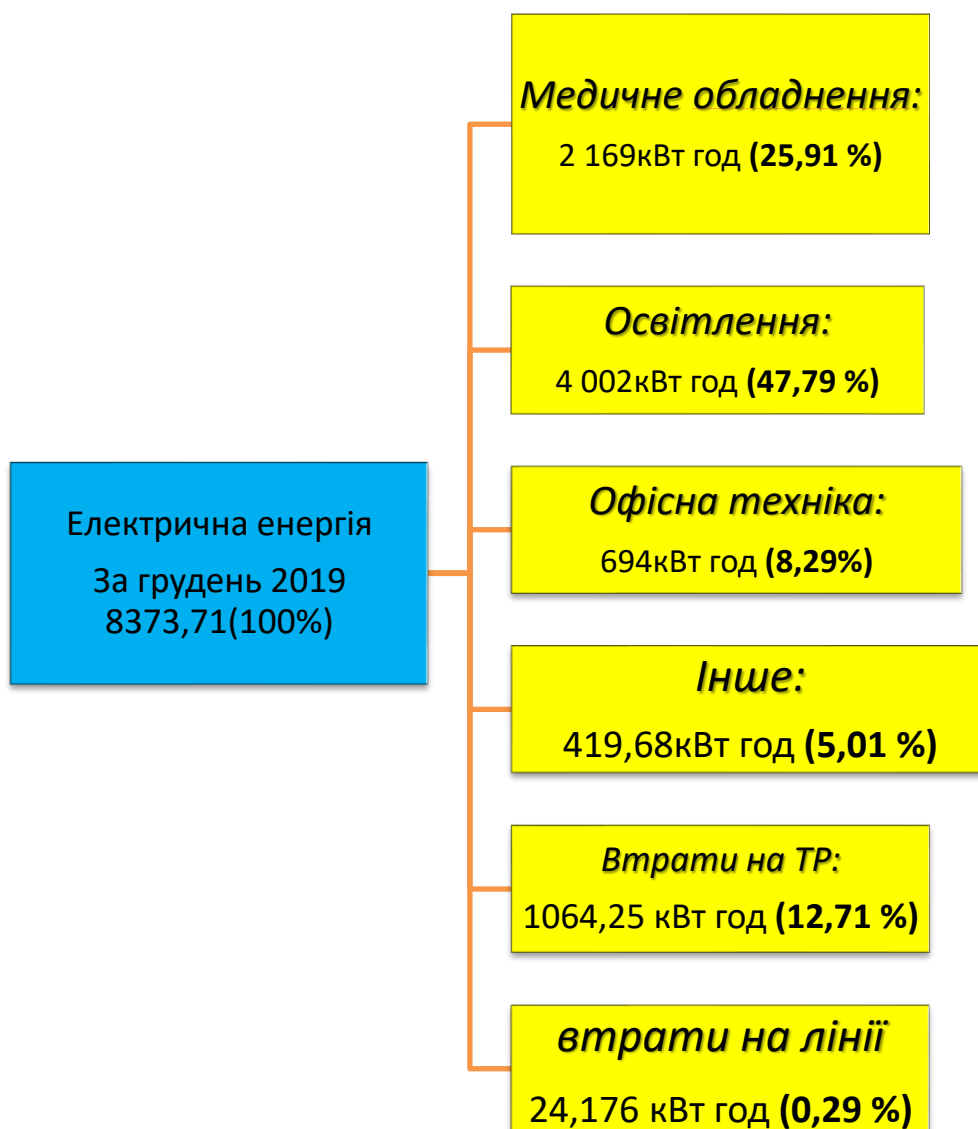 Медичне обладнення:
2 169кВт год (25,91 %)
Освітлення:
4 002кВт год (47,79 %)
Офісна техніка:
694кВт год (8,29%)
Електрична енергія
За грудень 2019
8373,71(100%)
Інше:
419,68кВт год (5,01 %)
Втрати на ТР:
1064,25 кВт год (12,71 %)
втрати на лінії
24,176 кВт год (0,29 %)